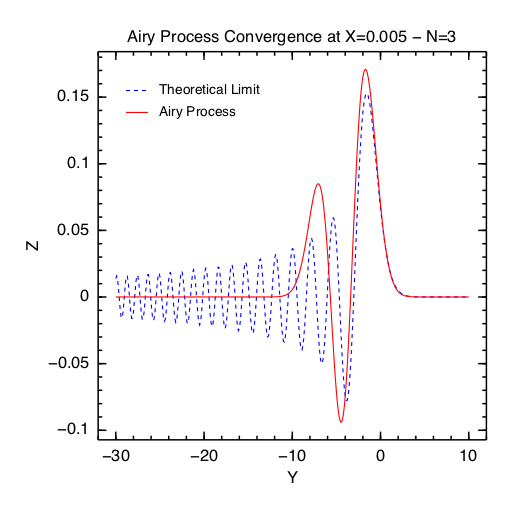 Airy Process Convergence at X=0.005 − N=3
Theoretical Limit
Airy Process
0.15
0.1
0.05
0
−0.05
−0.1
Z
−30 −20 −10 0 10
Y